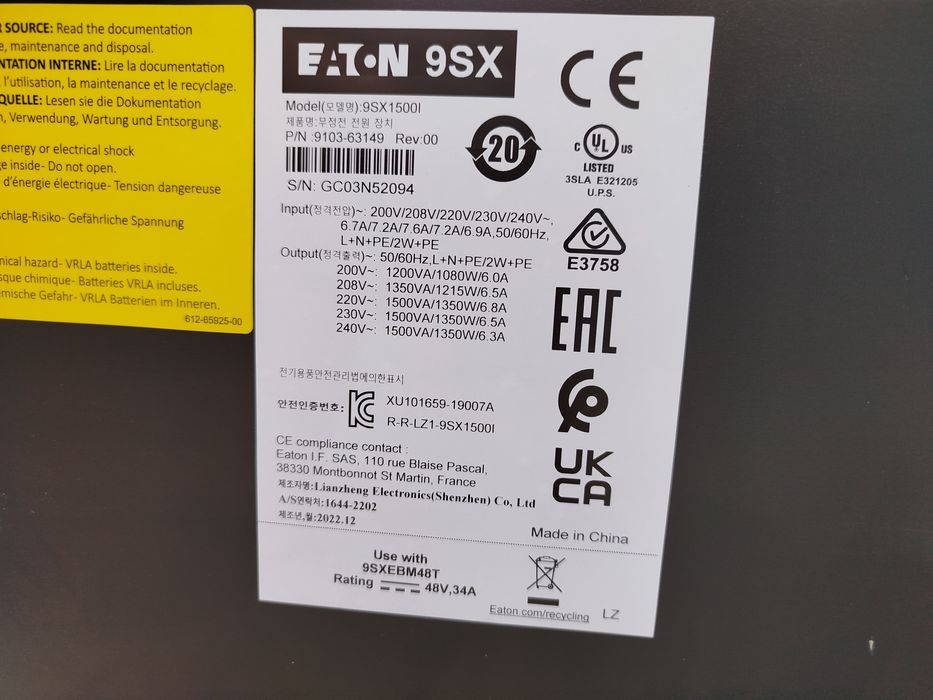 R SOURCE: Read the documentation
e, maintenance and disposal.
NTATION INTERNE: Lire la documentation
l'utilisation, la maintenance et le recyclage.
QUELLE: Lesen sie die Dokumentation
n, Verwendung, Wartung und Entsorgung.
energy or electrical shock
e inside- Do not open.
d'énergie électrique- Tension dangereuse
chlag-Risiko- Gefährliche Spannung
nical hazard- VRLA batteries inside.
sque chimique- Batteries VRLA incluses.
emische Gefahr- VRLA Batterien im Inneren.
612-65925-00
EATON 9SX
CE
Model(모델명):9SX1500I
제품명:무정전 전원 장치
P/N :9103-63149 Rev:00
S/N: GC03N52094
20
C UL US
LISTED
3SLA E321205
U.P.S.
Input(정격전압)~: 200V/208V/220V/230V/240V~,
6.7A/7.2A/7.6A/7.2A/6.9A,50/60Hz,
L+N+PE/2W+PE
Output(정격출력)~: 50/60Hz,L+N+PE/2W+PE
200V~: 1200VA/1080W/6.0A
208V~: 1350VA/1215W/6.5A
220V~: 1500VA/1350W/6.8A
230V~: 1500VA/1350W/6.5A
240V~: 1500VA/1350W/6.3A
E3758
EAC
전기용품안전관리법에의한표시
안전인증번호: KC XU101659-19007A
R-R-LZ1-9SX1500I
CE compliance contact :
Eaton I.F. SAS, 110 rue Blaise Pascal,
38330 Montbonnot St Martin, France
제조자명:Lianzheng Electronics(Shenzhen) Co, Ltd
A/S연락처:1644-2202
제조년,월:2022.12
UK
CA
Made in China
Use with
9SXEBM48T
Rating 48V,34A
Eaton.com/recycling LZ